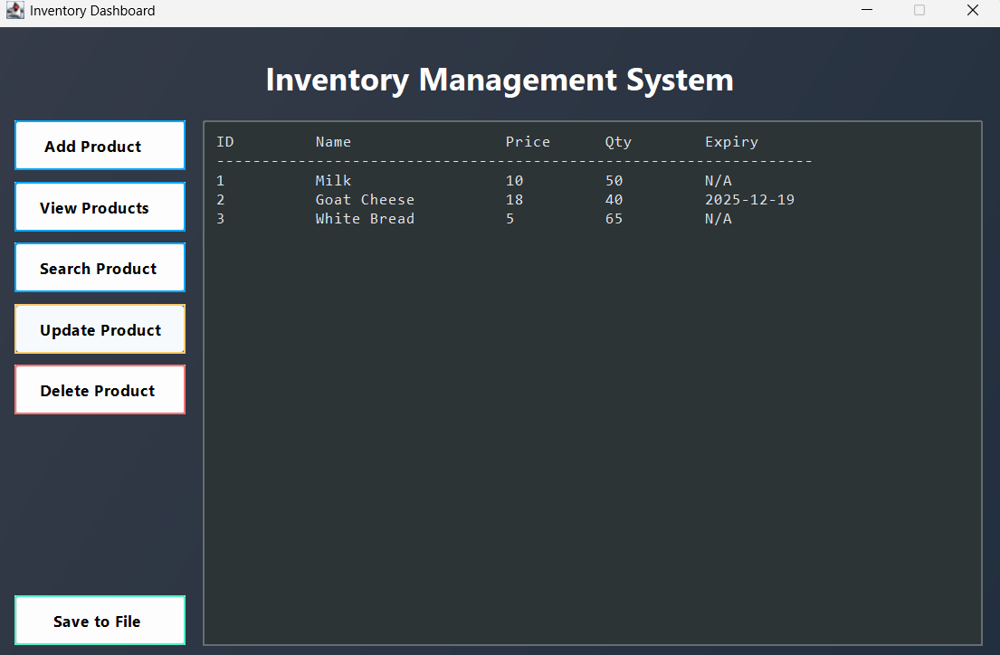 Inventory Dashboard
Inventory Management System
Add Product
View Products
Search Product
Update Product
Delete Product
Save to File
ID Name Price Qty Expiry
------------------------------------------------------------------
1 Milk 10 50 N/A
2 Goat Cheese 18 40 2025-12-19
3 White Bread 5 65 N/A